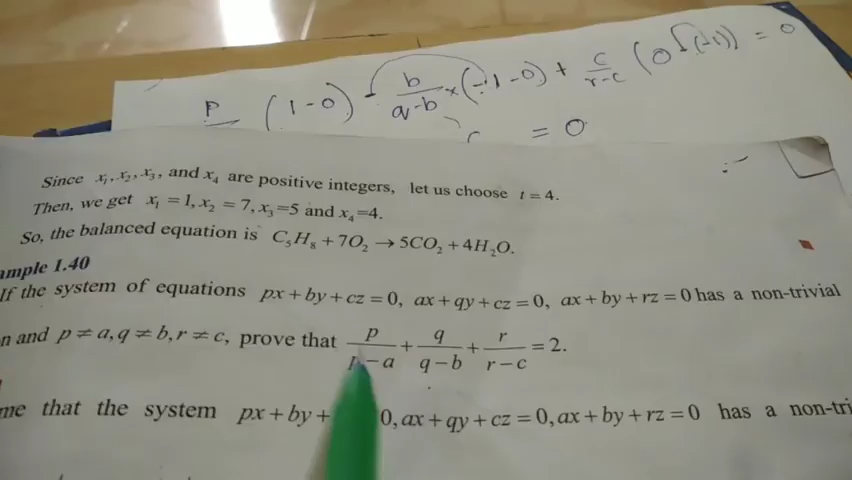 p (1-0) - b/q-b × (-1-0) + c/r-c (0-(-1)) = 0
= 0
Since x₁, x₂, x₃, and x₄ are positive integers, let us choose t = 4.
Then, we get x₁ = 1, x₂ = 7, x₃ = 5 and x₄ = 4.
So, the balanced equation is C₅H₈ + 7O₂ → 5CO₂ + 4H₂O.
ample 1.40
If the system of equations px + by + cz = 0, ax + qy + cz = 0, ax + by + rz = 0 has a non-trivial
n and p ≠ a, q ≠ b, r ≠ c, prove that p/p-a + q/q-b + r/r-c = 2.
me that the system px + by + 0, ax + qy + cz = 0, ax + by + rz = 0 has a non-tri